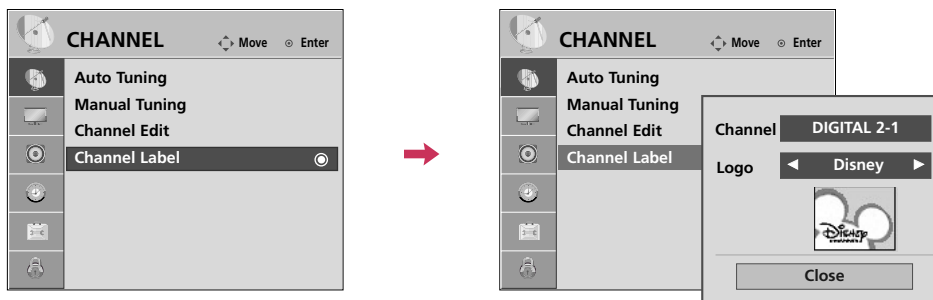 CHANNEL Move Enter
Auto Tuning
Manual Tuning
Channel Edit
Channel Label
CHANNEL Move Enter
Auto Tuning
Manual Tuning
Channel Edit
Channel Label
Channel DIGITAL 2-1
Logo ◄ Disney ►
Disney
Close